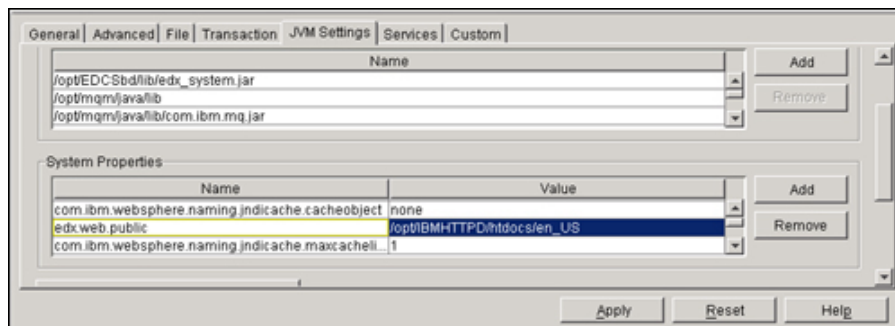 General Advanced File Transaction JVM Settings Services Custom
Name
Add
/opt/EDCSbd/lib/edx_system.jar
/opt/mqm/java/lib
Remove
/opt/mqm/java/lib/com.ibm.mq.jar
System Properties
Name Value
Add
com.ibm.websphere.naming.jndicache.cacheobject none
edx.web.public /opt/IBMHTTPD/htdocs/en_US
Remove
com.ibm.websphere.naming.jndicache.maxcacheli... 1
Apply Reset Help